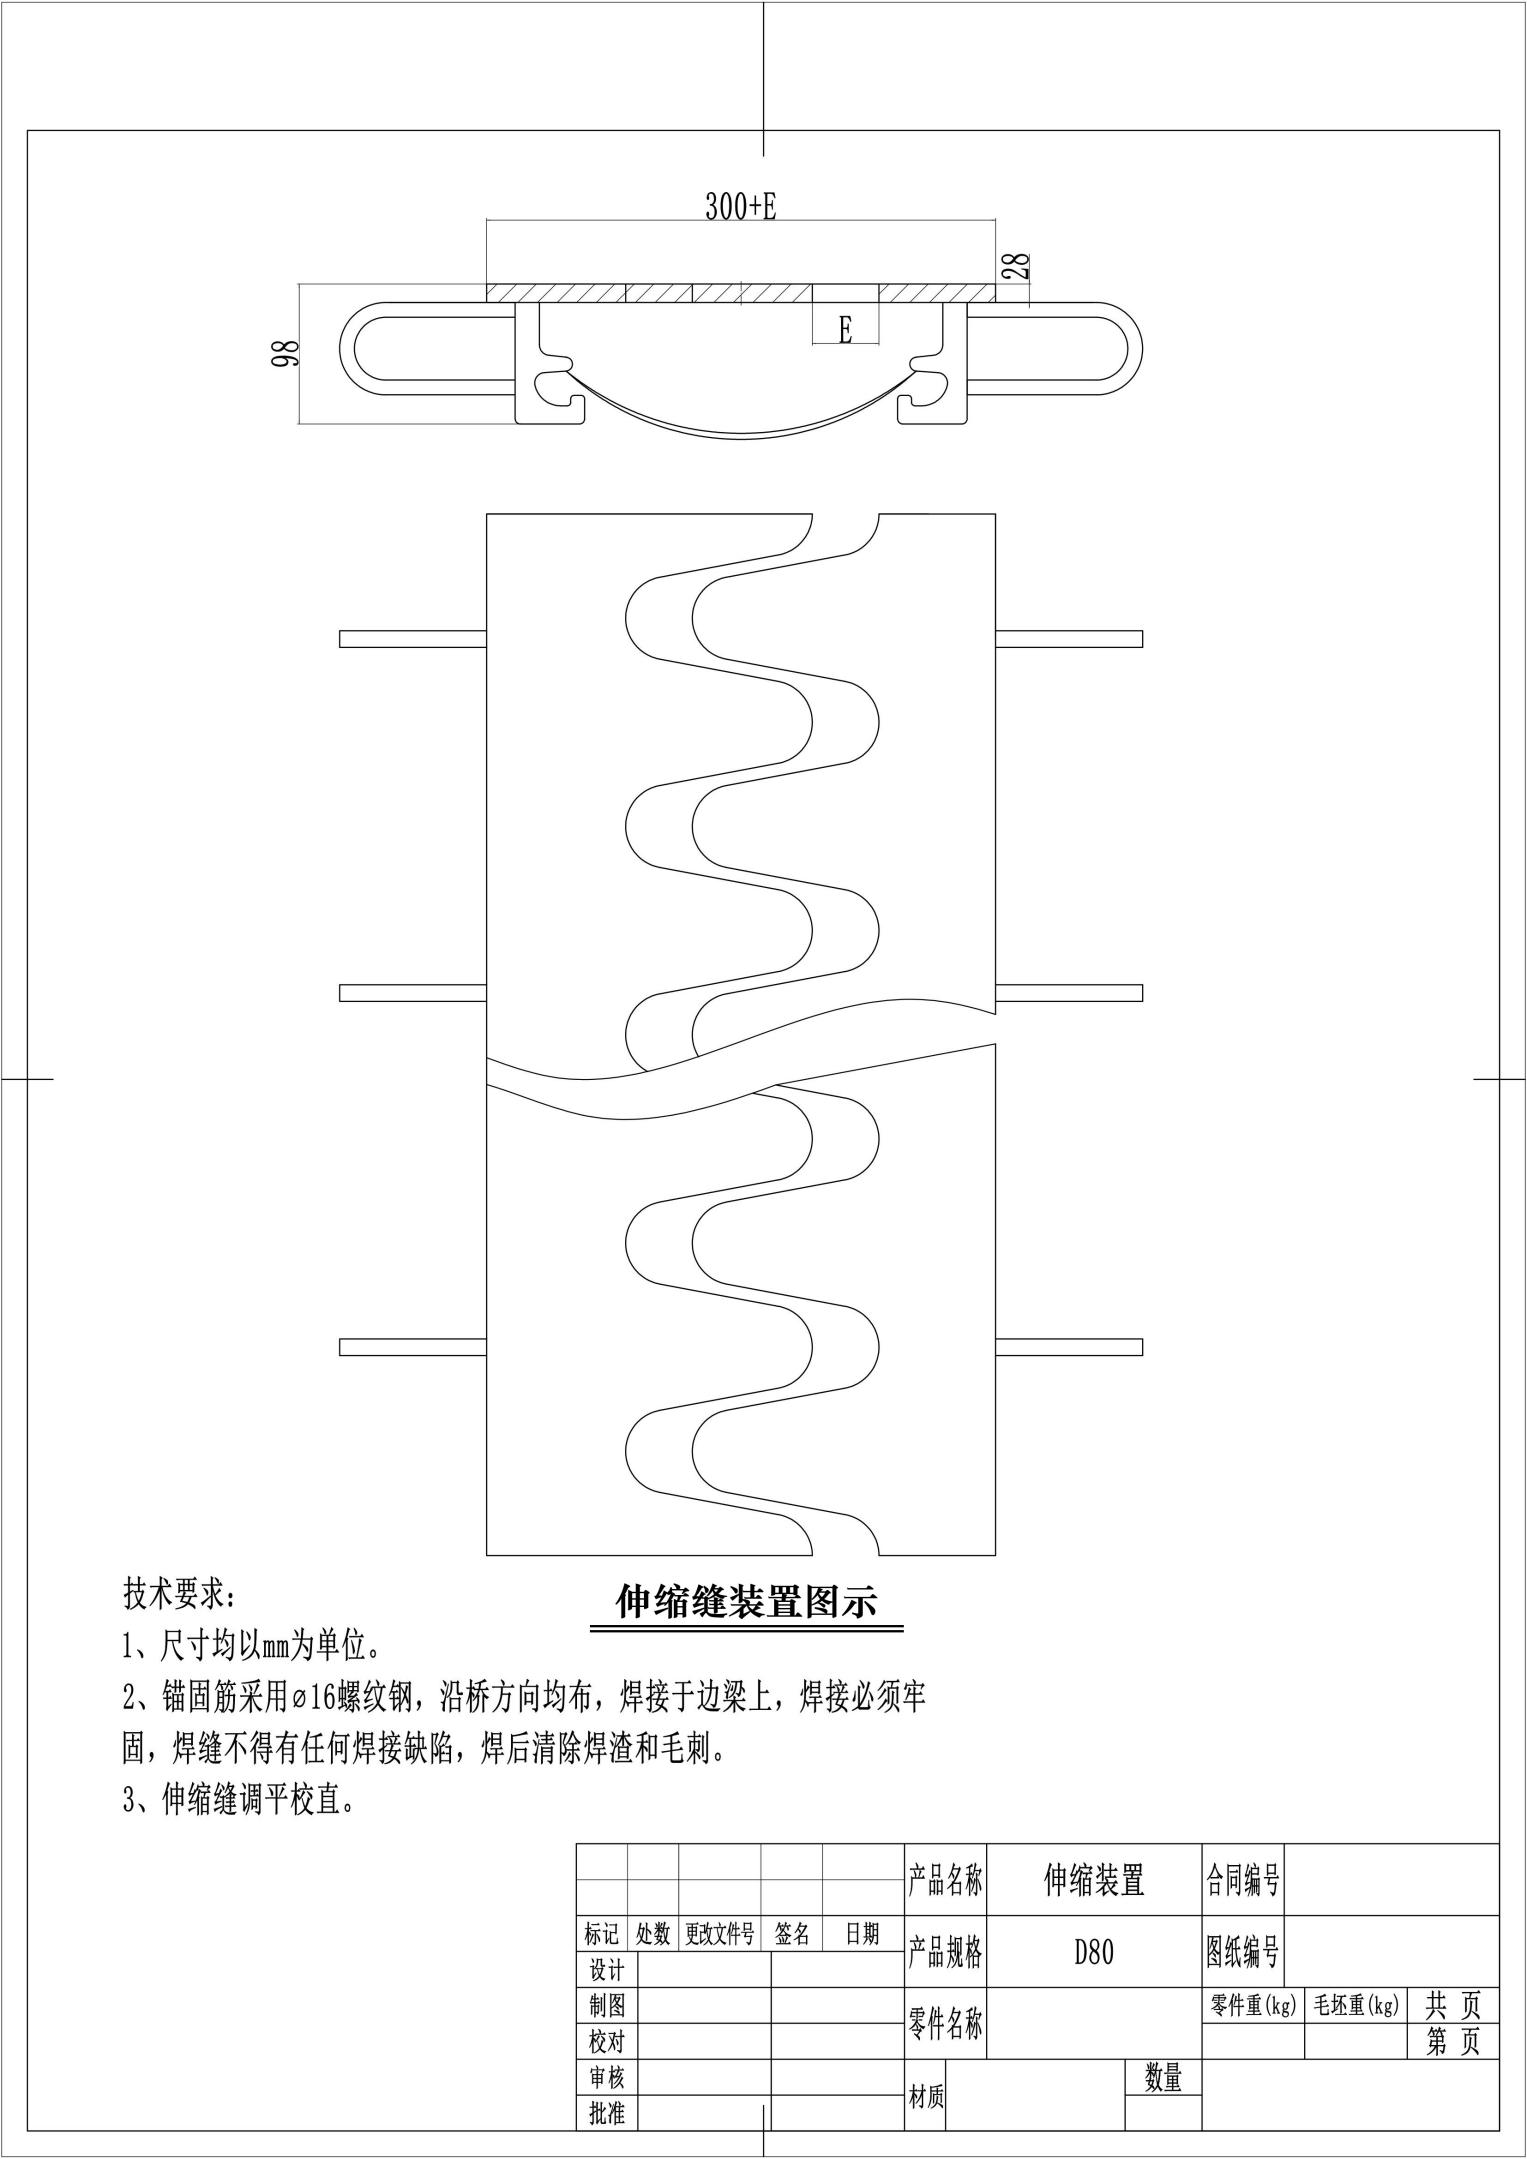 300+E
28
E
98
伸缩缝装置图示
技术要求：
1、尺寸均以mm为单位。
2、锚固筋采用⌀16螺纹钢，沿桥方向均布，焊接于边梁上，焊接必须牢
固，焊缝不得有任何焊接缺陷，焊后清除焊渣和毛刺。
3、伸缩缝调平校直。
产品名称 伸缩装置 合同编号
标记 处数 更改文件号 签名 日期
产品规格 D80 图纸编号
设计
制图
零件名称 零件重(kg) 毛坯重(kg) 共 页
校对
第 页
审核
材质 数量
批准